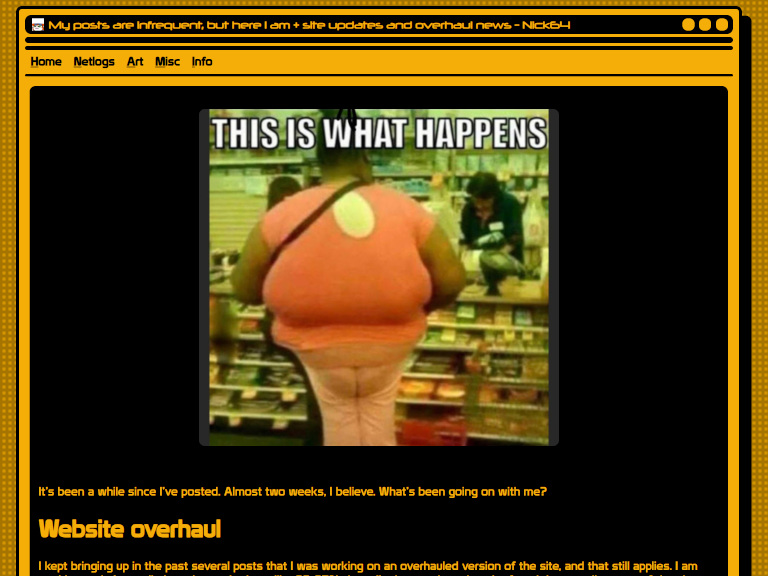 My posts are infrequent, but here I am + site updates and overhaul news - Nick64
Home Netlogs Art Misc Info
THIS IS WHAT HAPPENS
It's been a while since I've posted. Almost two weeks, I believe. What's been going on with me?
Website overhaul
I kept bringing up in the past several posts that I was working on an overhauled version of the site, and that still applies. I am